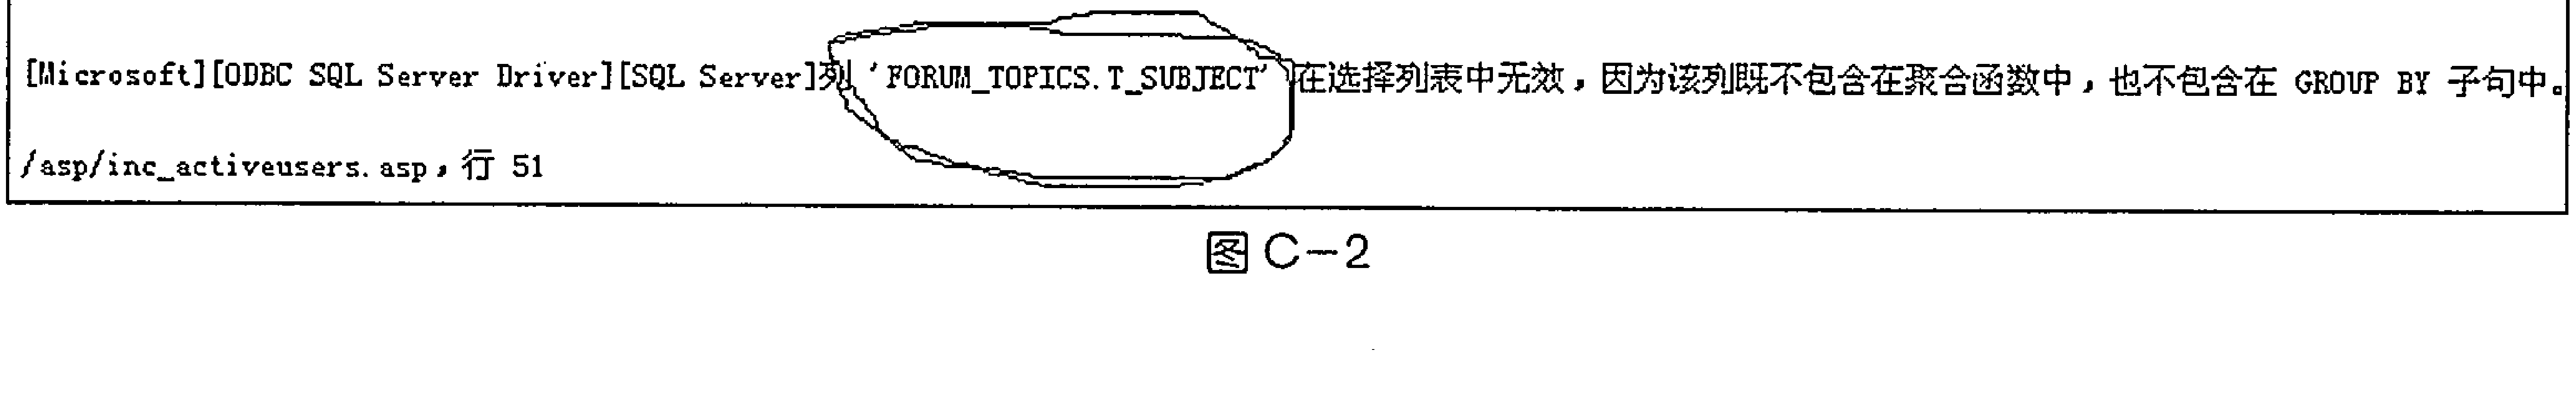 [Microsoft][ODBC SQL Server Driver][SQL Server]列 'FORUM_TOPICS.T_SUBJECT' 在选择列表中无效，因为该列既不包含在聚合函数中，也不包含在 GROUP BY 子句中。
/asp/inc_activeusers.asp，行 51
图 C-2